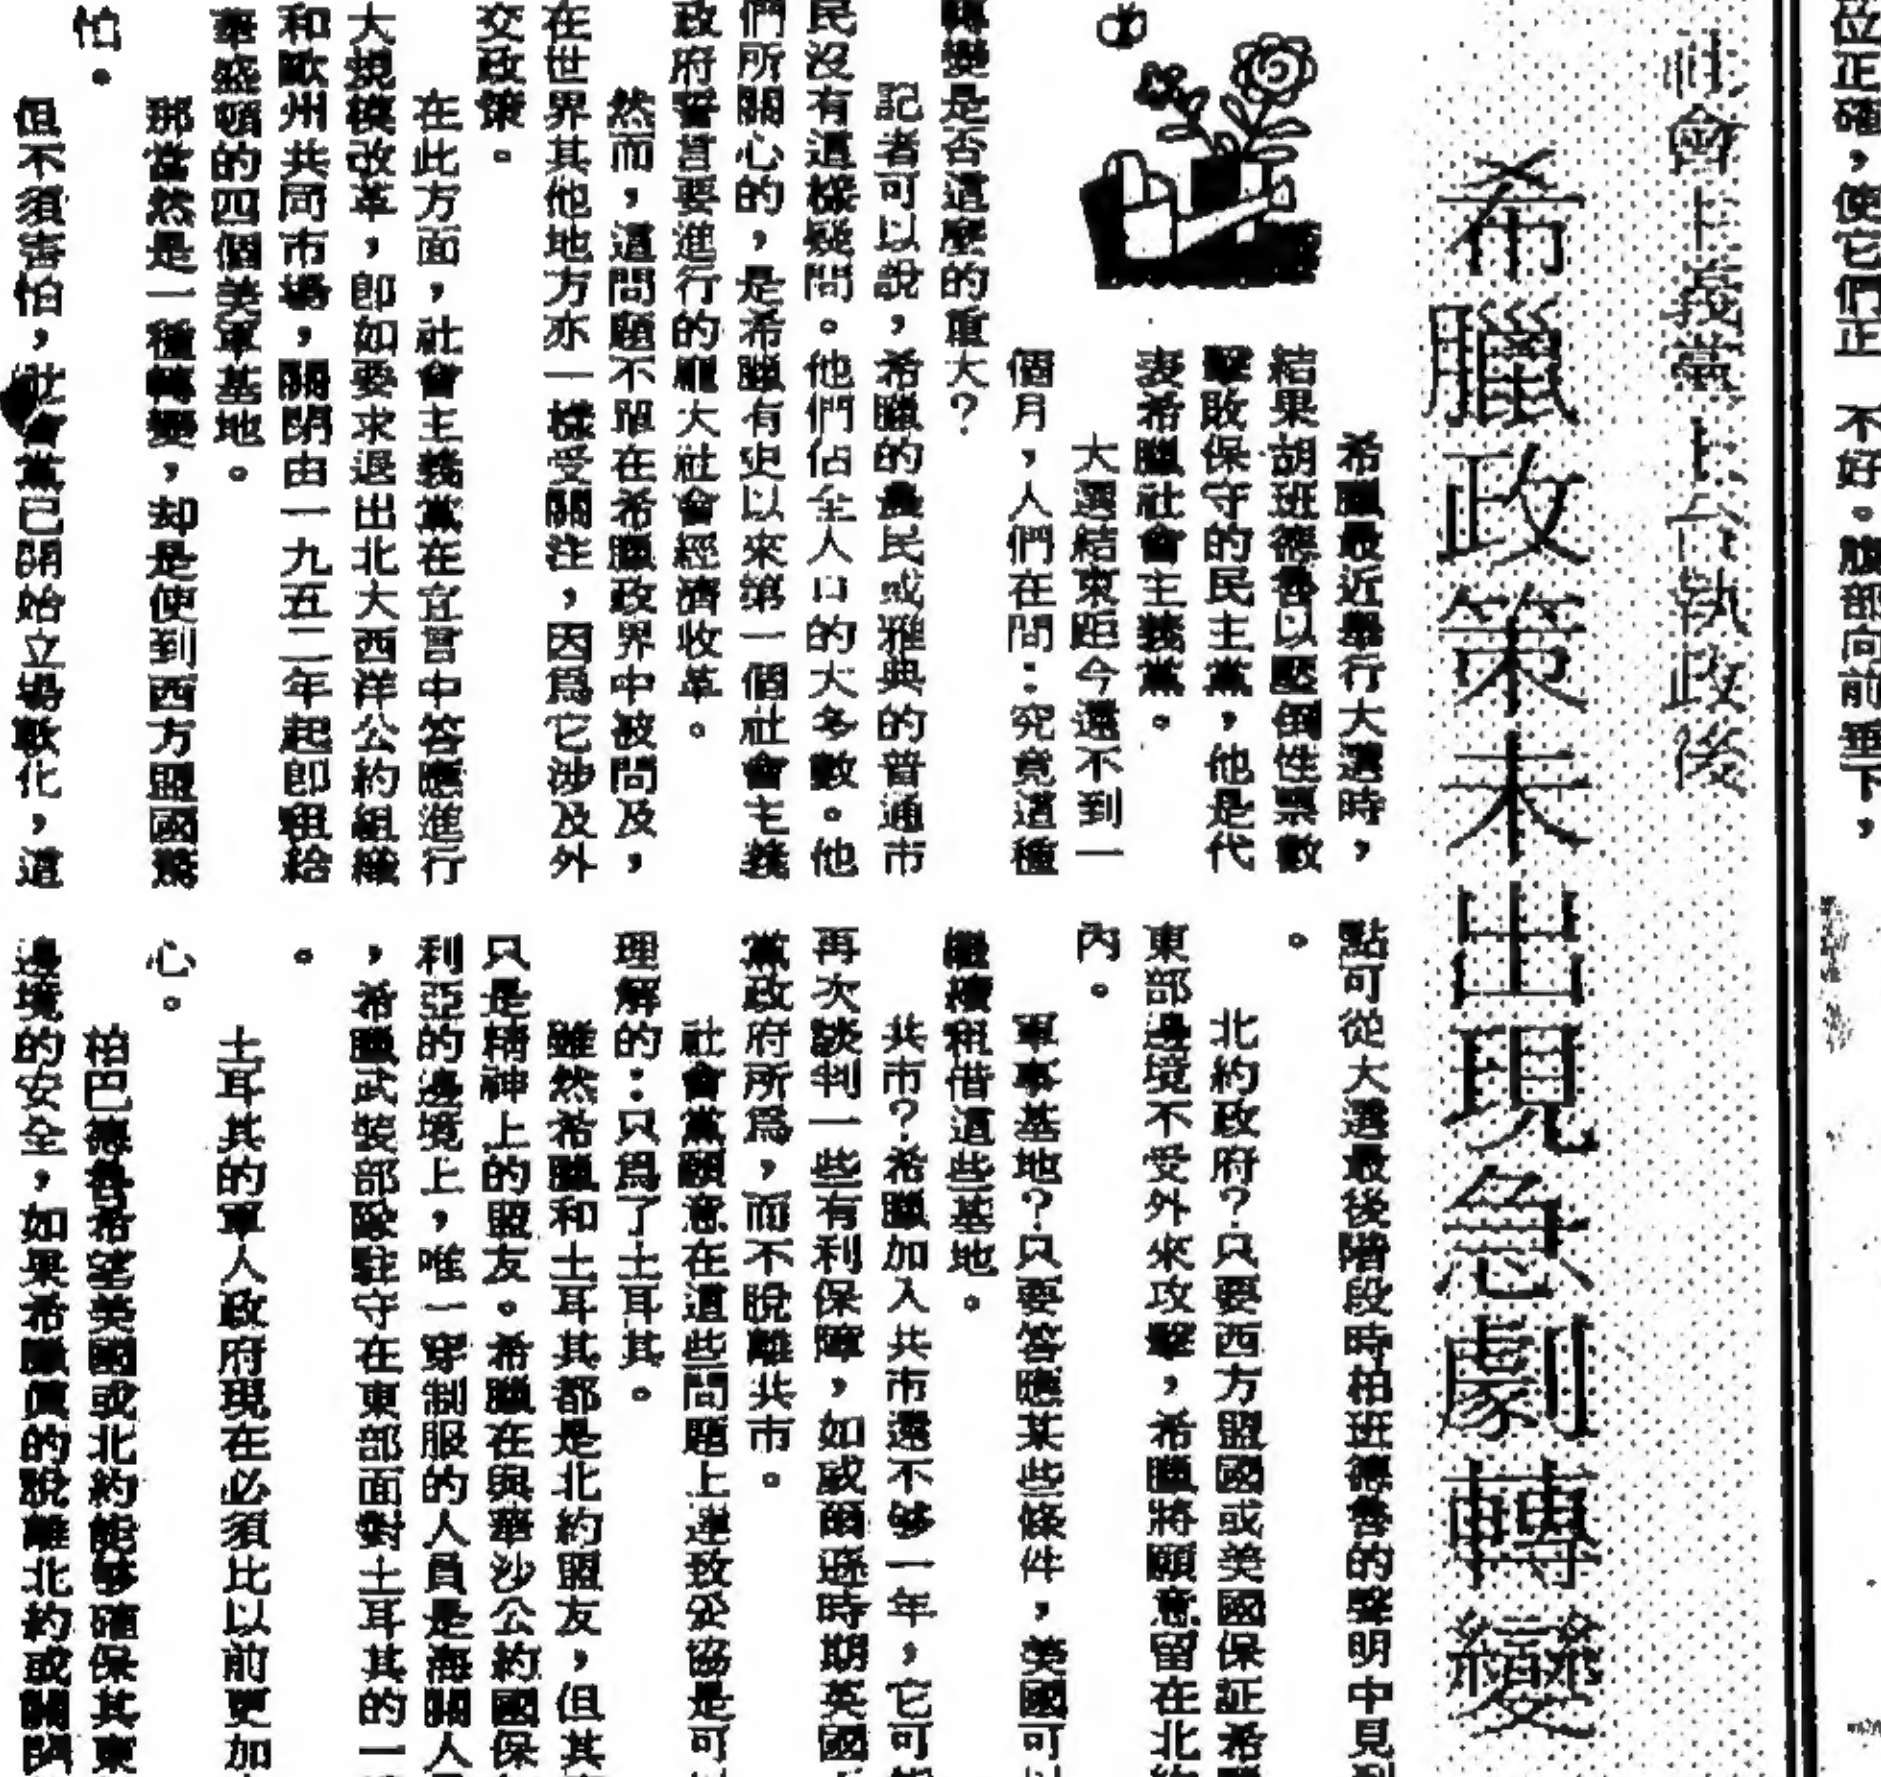 位正確，使它們正
不好。腹部向前垂下，
社會主義黨上台執政後
希臘政策未出現急劇轉變
希臘最近舉行大選時，
結果胡班德魯以壓倒性票數
擊敗保守的民主黨，他是代
表希臘社會主義黨。
大選結束距今還不到一
個月，人們在問：究竟這種
轉變是否這麼的重大？
記者可以說，希臘的農民或雅典的普通市
民沒有這樣疑問。他們佔全人口的大多數。他
們所關心的，是希臘有史以來第一個社會主義
政府誓言要進行的龐大社會經濟收革。
然而，這問題不單在希臘政界中被問及，
在世界其他地方亦一樣受關注，因爲它涉及外
交政策。
在此方面，社會主義黨在宣言中答應進行
大規模改革，卽如要求退出北大西洋公約組織
和歐州共同市場，關閉由一九五二年起卽租給
華盛頓的四個美軍基地。
那當然是一種轉變，却是使到西方盟國駭
怕。
但不須害怕，社會黨已開始立場軟化，這
點可從大選最後階段時柏班德魯的聲明中見到
。
北約政府？只要西方盟國或美國保証希臘
東部邊境不受外來攻擊，希臘將願意留在北約
內。
軍事基地？只要答應某些條件，美國可以
繼續租借這些基地。
共市？希臘加入共市還不够一年，它可能
再次談判一些有利保障，如威爾遜時期英國
黨政府所爲，而不脫離共市。
社會黨願意在這些問題上達致妥協是可
理解的：只爲了土耳其。
雖然希臘和土耳其都是北約盟友，但其
只是精神上的盟友。希臘在與華沙公約國保
利亞的邊境上，唯一穿制服的人員是海關人
，希臘武裝部隊駐守在東部面對土耳其的一
。
土耳其的軍人政府現在必須比以前更加
心。
柏巴德魯希望美國或北約能够確保其東
邊境的安全，如果希臘眞的脫離北約或關閉